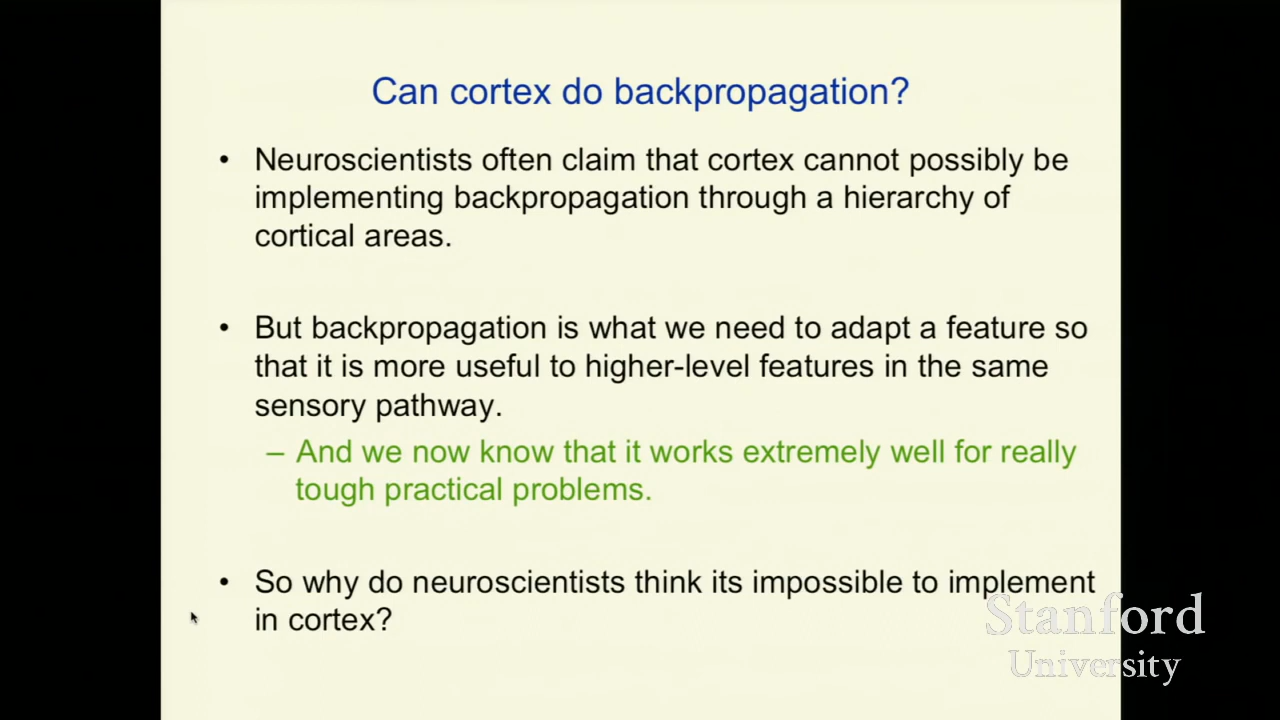 Can cortex do backpropagation?
• Neuroscientists often claim that cortex cannot possibly be
implementing backpropagation through a hierarchy of
cortical areas.
• But backpropagation is what we need to adapt a feature so
that it is more useful to higher-level features in the same
sensory pathway.
– And we now know that it works extremely well for really
tough practical problems.
• So why do neuroscientists think its impossible to implement
in cortex?
Stanford
University